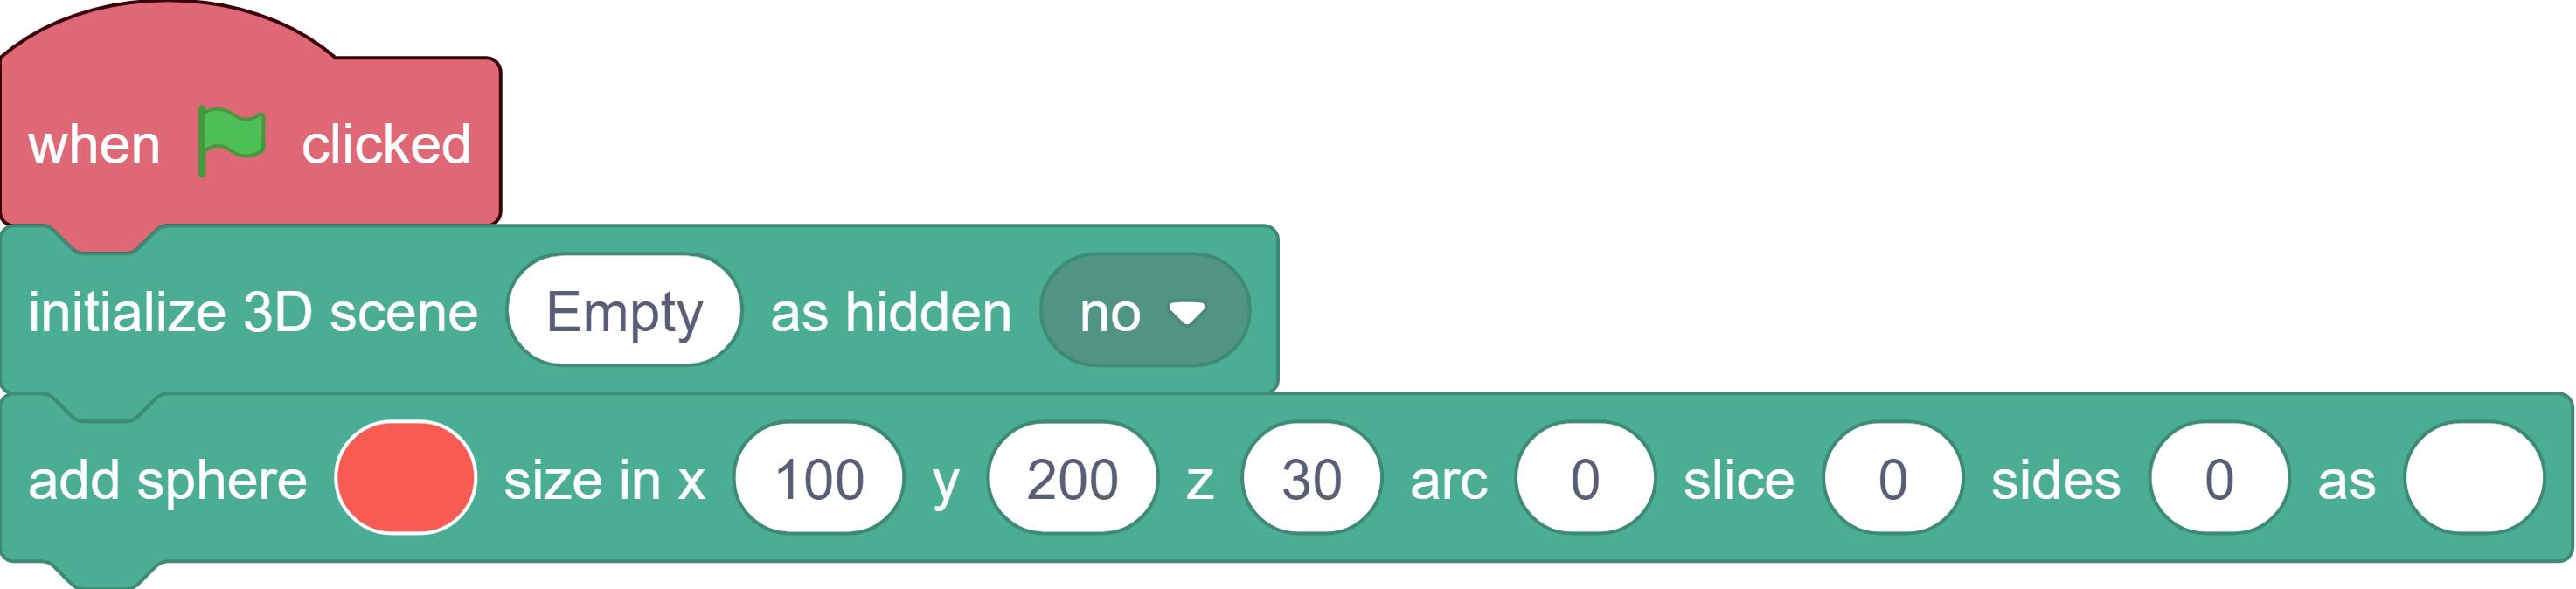 when clicked
initialize 3D scene Empty as hidden no
add sphere size in x 100 y 200 z 30 arc 0 slice 0 sides 0 as